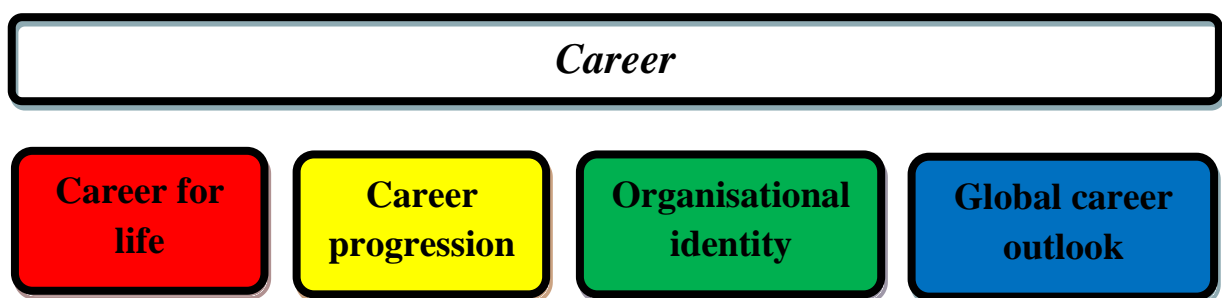 Career
Career for
life
Career
progression
Organisational
identity
Global career
outlook